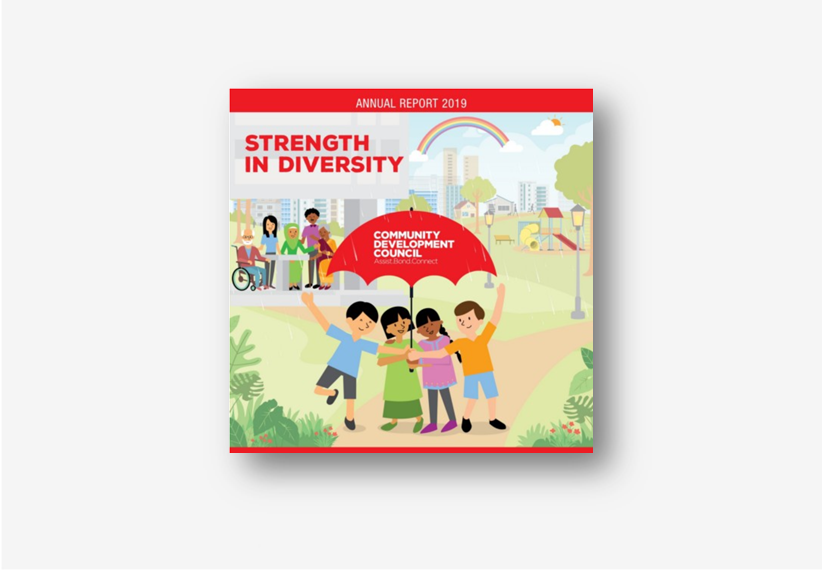 ANNUAL REPORT 2019
STRENGTH
IN DIVERSITY
COMMUNITY
DEVELOPMENT
COUNCIL
Assist.Bond.Connect